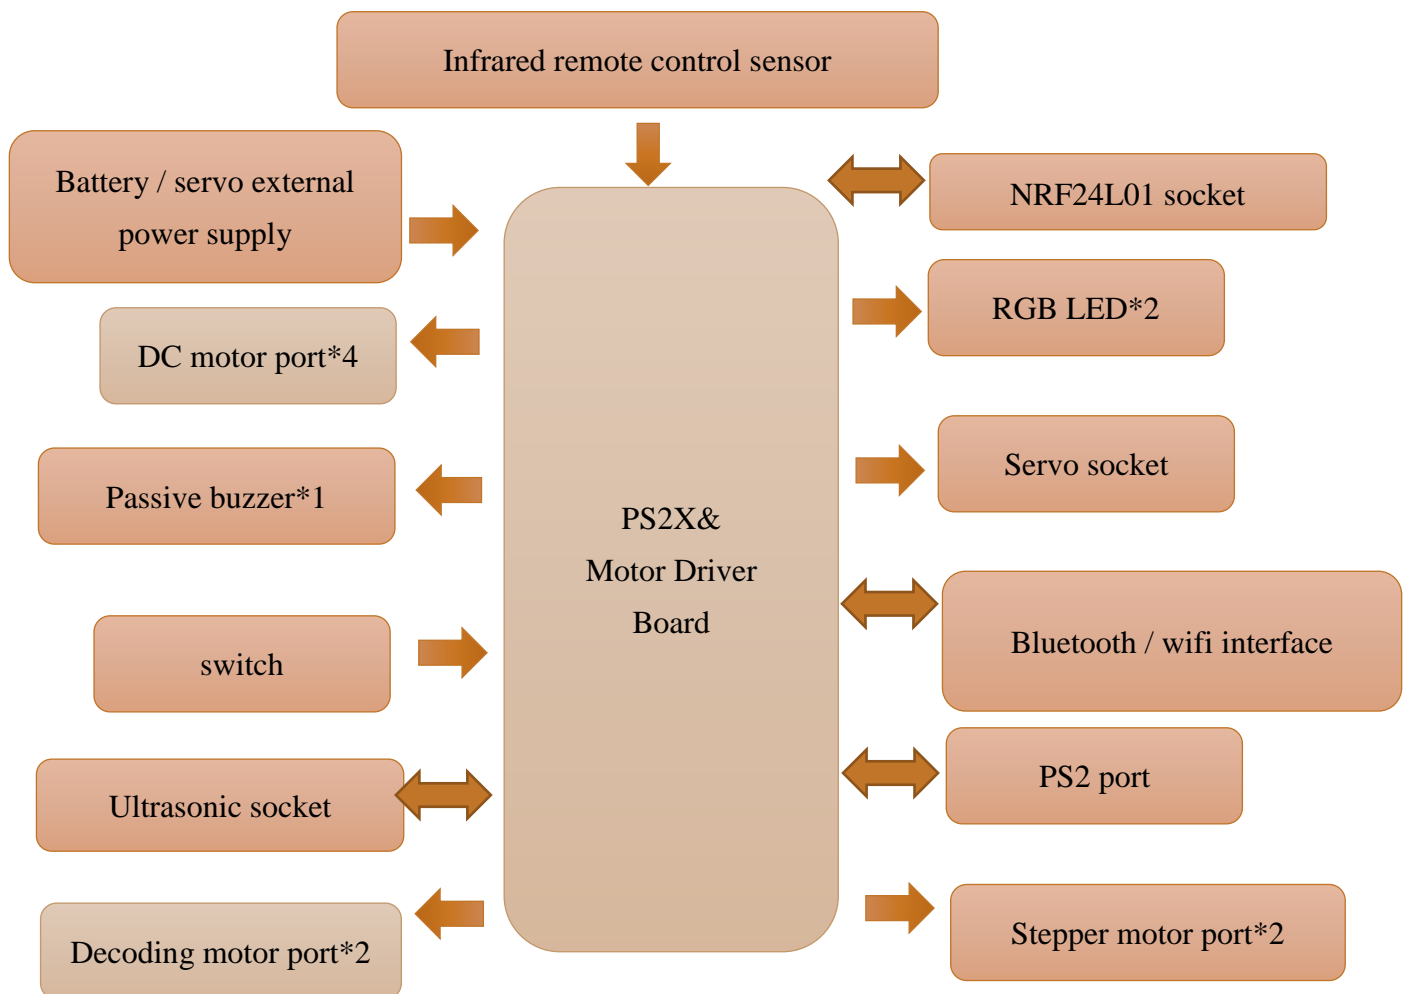 Infrared remote control sensor
Battery / servo external
power supply
NRF24L01 socket
RGB LED*2
DC motor port*4
Servo socket
Passive buzzer*1
PS2X&
Motor Driver
Board
Bluetooth / wifi interface
switch
PS2 port
Ultrasonic socket
Stepper motor port*2
Decoding motor port*2